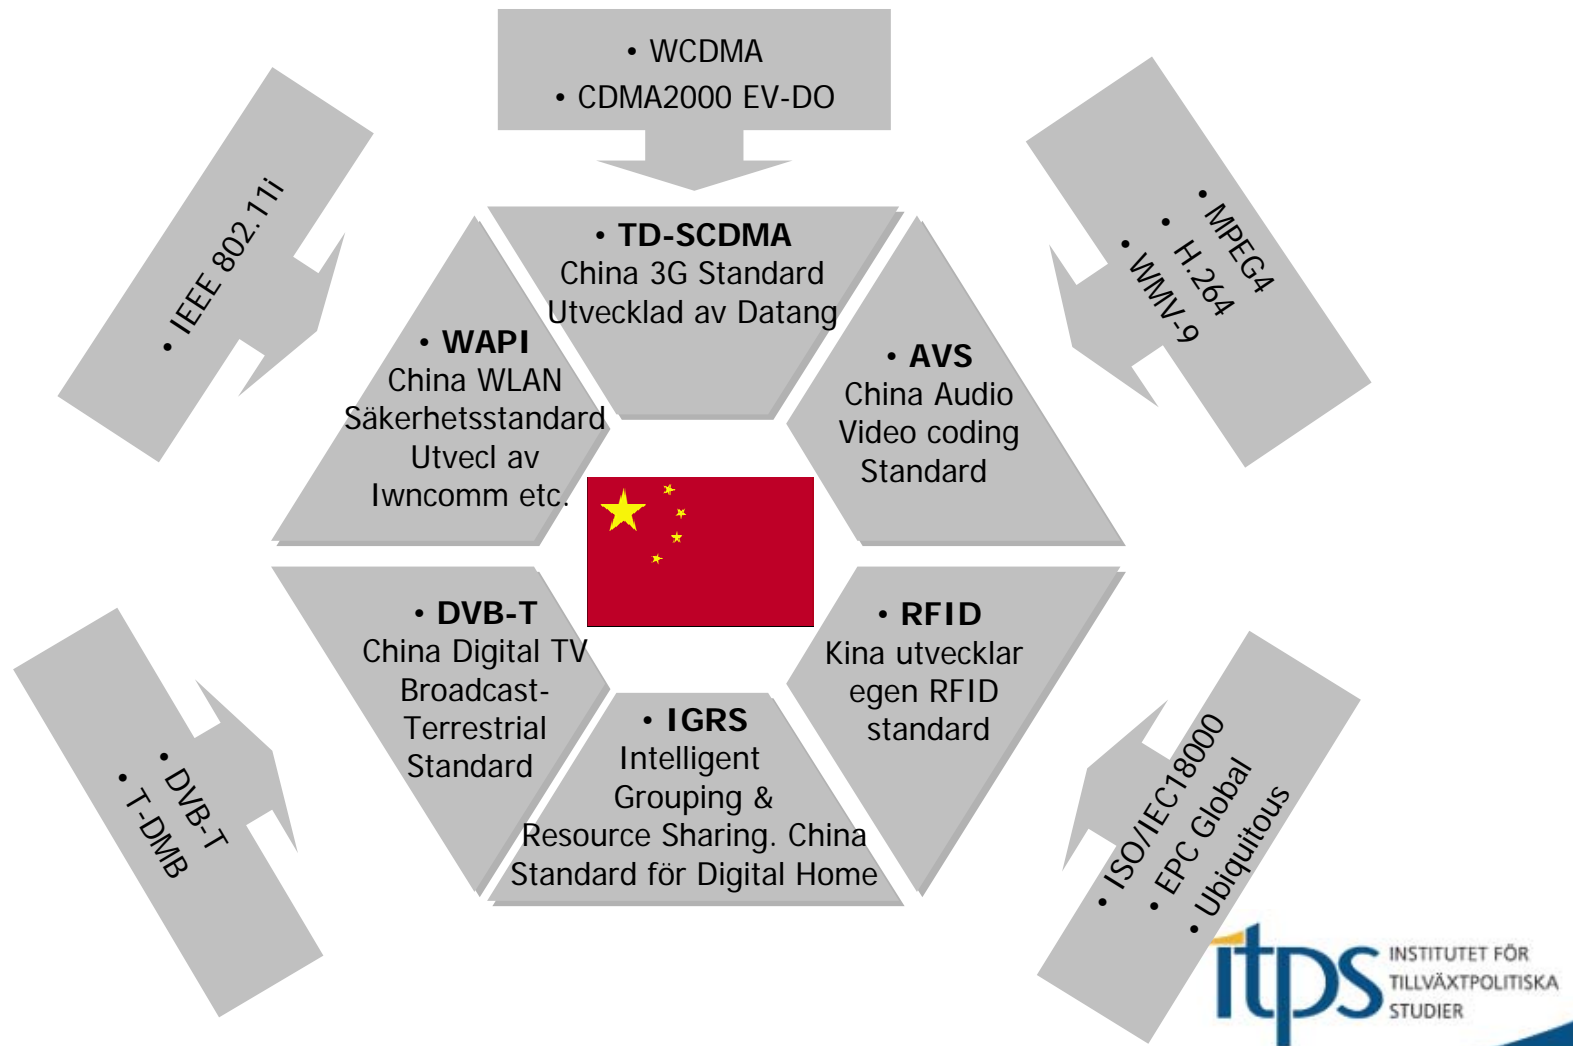 • WCDMA
• CDMA2000 EV-DO
• IEEE 802.11i
• MPEG4
• H.264
• WMV-9
• TD-SCDMA
China 3G Standard
Utvecklad av Datang
• WAPI
China WLAN
Säkerhetsstandard
Utvecl av
Iwncomm etc.
• AVS
China Audio
Video coding
Standard
• DVB-T
China Digital TV
Broadcast-
Terrestrial
Standard
• RFID
Kina utvecklar
egen RFID
standard
• IGRS
Intelligent
Grouping &
Resource Sharing. China
Standard för Digital Home
• DVB-T
• T-DMB
• ISO/IEC18000
• EPC Global
• Ubiquitous
itps
INSTITUTET FÖR
TILLVÄXTPOLITISKA
STUDIER